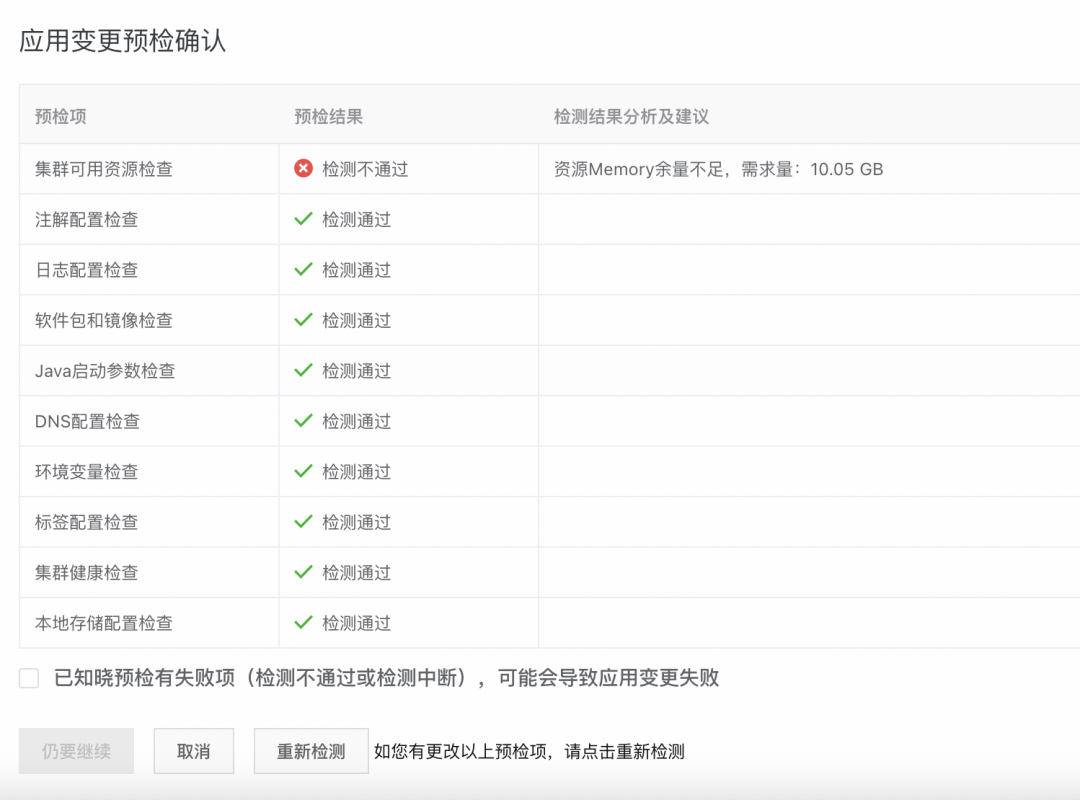 应用变更预检确认
预检项 预检结果 检测结果分析及建议
集群可用资源检查 检测不通过 资源Memory余量不足，需求量：10.05 GB
注解配置检查 检测通过
日志配置检查 检测通过
软件包和镜像检查 检测通过
Java启动参数检查 检测通过
DNS配置检查 检测通过
环境变量检查 检测通过
标签配置检查 检测通过
集群健康检查 检测通过
本地存储配置检查 检测通过
已知晓预检有失败项（检测不通过或检测中断），可能会导致应用变更失败
仍要继续 取消 重新检测 如您有更改以上预检项，请点击重新检测